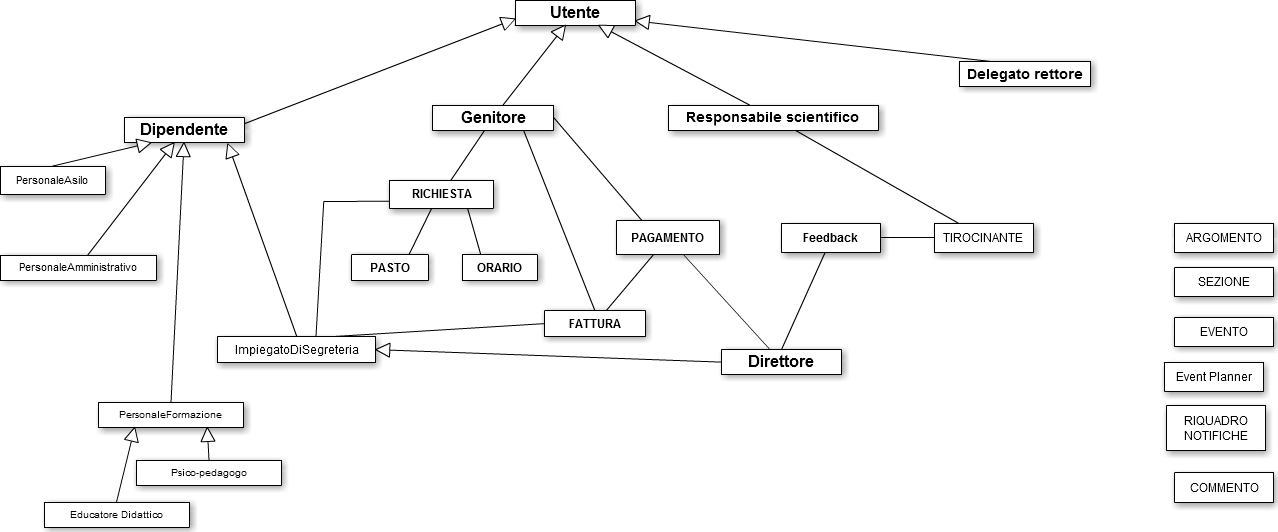 Utente
Delegato rettore
Dipendente
Genitore
Responsabile scientifico
PersonaleAsilo
RICHIESTA
PAGAMENTO
Feedback
TIROCINANTE
ARGOMENTO
PersonaleAmministrativo
PASTO
ORARIO
SEZIONE
FATTURA
EVENTO
ImpiegatoDiSegreteria
Direttore
Event Planner
PersonaleFormazione
RIQUADRO
NOTIFICHE
Psico-pedagogo
COMMENTO
Educatore Didattico